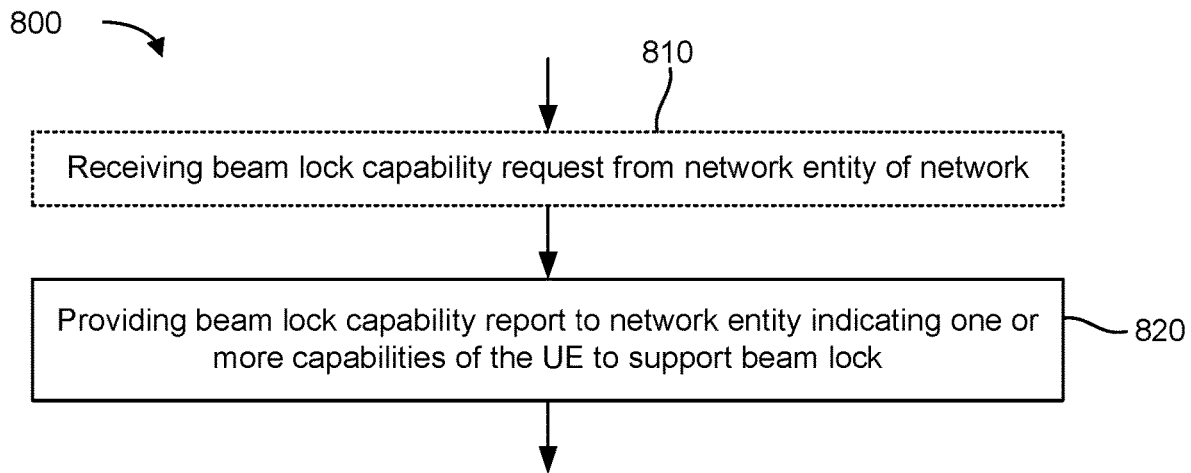 800
810
Receiving beam lock capability request from network entity of network
Providing beam lock capability report to network entity indicating one or
more capabilities of the UE to support beam lock
820